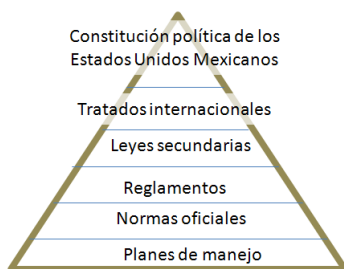 Constitución política de los
Estados Unidos Mexicanos
Tratados internacionales
Leyes secundarias
Reglamentos
Normas oficiales
Planes de manejo